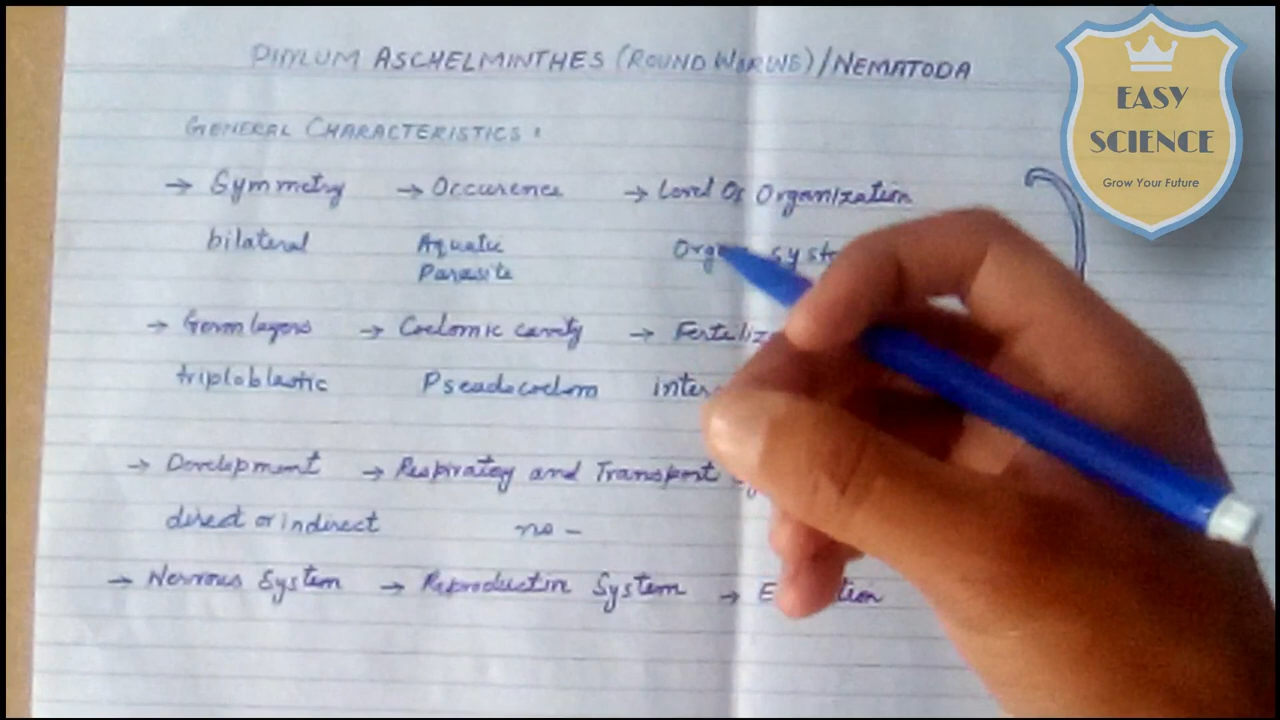 PHYLUM ASCHELMINTHES (ROUND WORMS)/NEMATODA
GENERAL CHARACTERISTICS:
→ Symmetry → Occurence → Level Of Organization
bilateral Aquatic
Parasite
→ Germ layers → Coelomic cavity →
triploblastic Pseudocoelom
→ Development → Respiratory and Transport
direct or indirect no -
→ Nervous System → Reproductive System →
EASY
SCIENCE
Grow Your Future